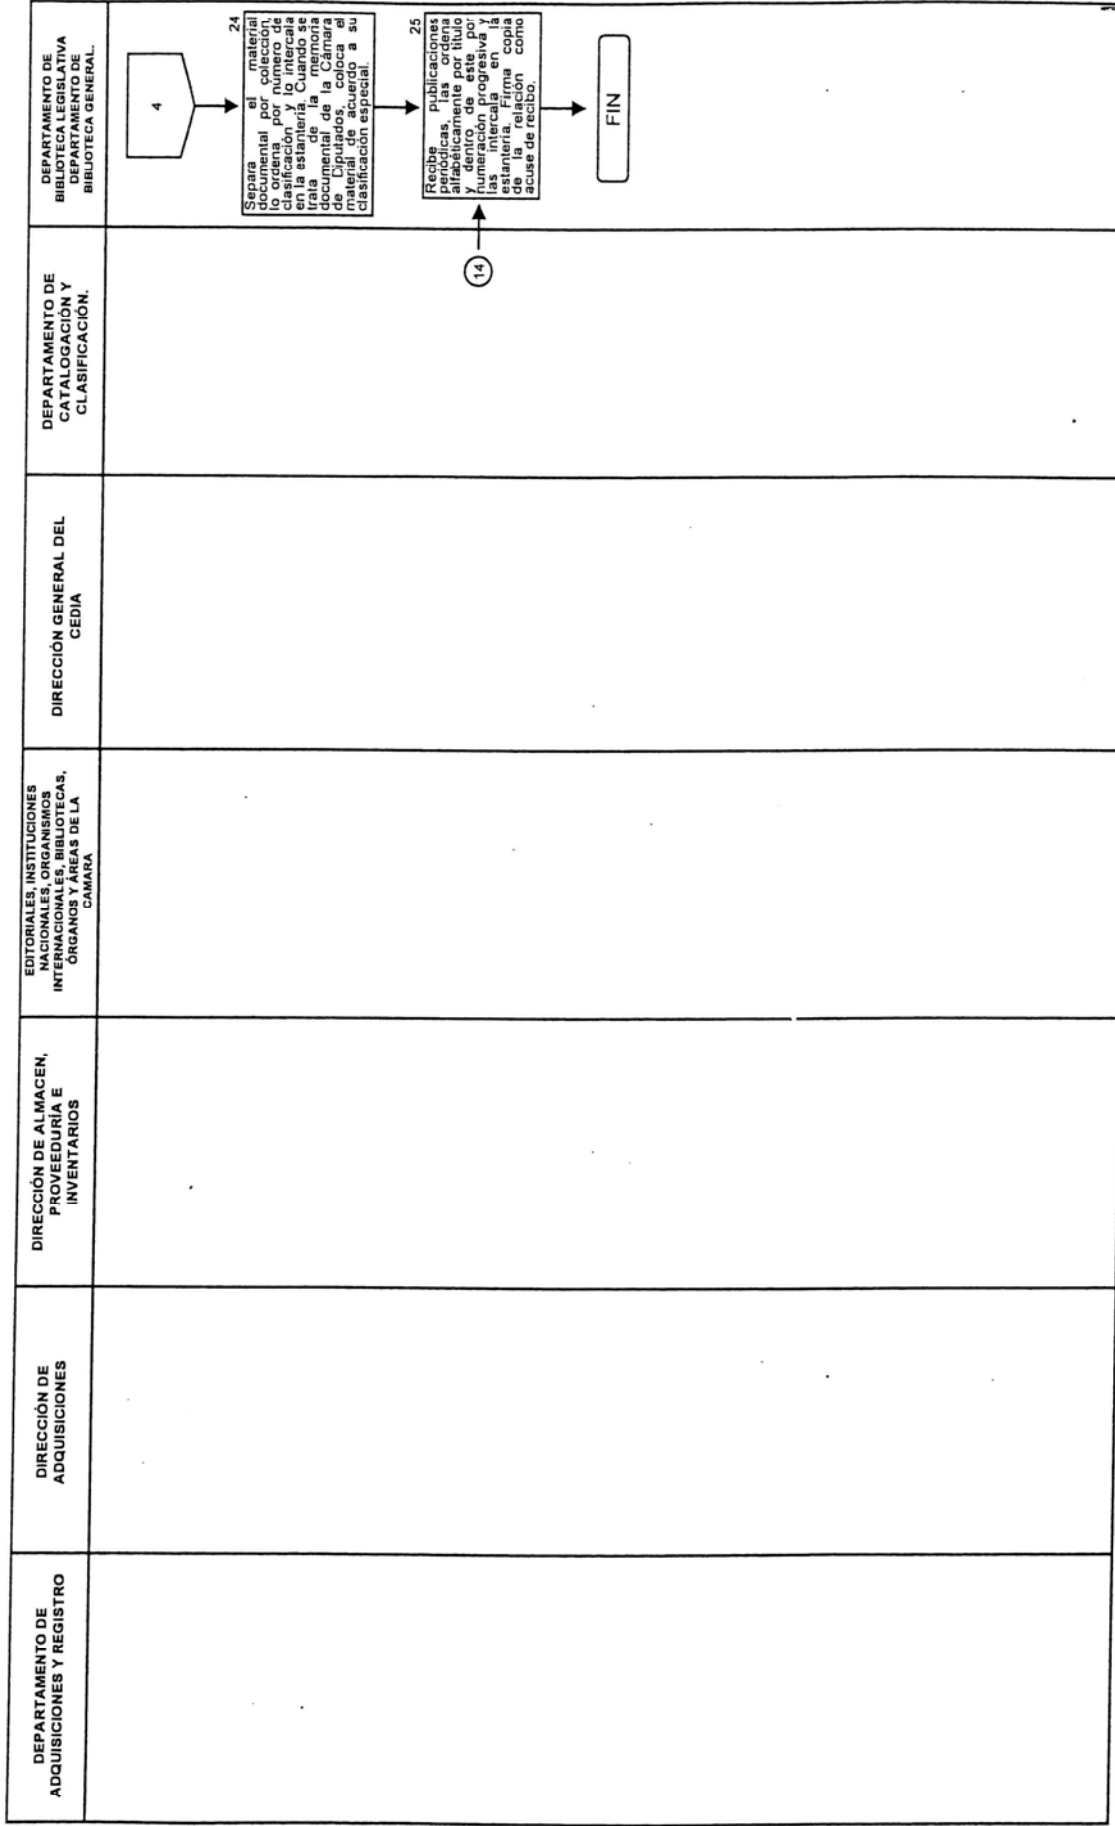 DEPARTAMENTO DE
ADQUISICIONES Y REGISTRO
DIRECCIÓN DE
ADQUISICIONES
DIRECCIÓN DE ALMACEN,
PROVEEDURÍA E
INVENTARIOS
EDITORIALES, INSTITUCIONES
NACIONALES, ORGANISMOS
INTERNACIONALES, BIBLIOTECAS,
ÓRGANOS Y ÁREAS DE LA
CAMARA
DIRECCIÓN GENERAL DEL
CEDIA
DEPARTAMENTO DE
CATALOGACIÓN Y
CLASIFICACIÓN.
DEPARTAMENTO DE
BIBLIOTECA LEGISLATIVA
DEPARTAMENTO DE
BIBLIOTECA GENERAL..
4
24
Separa el material
documental por colección,
lo ordena por número de
clasificación y lo intercala
en la estantería. Cuando se
trata de la memoria
documental de la Cámara
de Diputados, coloca el
material de acuerdo a su
clasificación especial.
14
25
Recibe publicaciones
periódicas, las ordena
alfabéticamente por título
y dentro de este por
numeración progresiva y
las intercala en la
estantería. Firma copia
de la relación como
acuse de recibo.
FIN